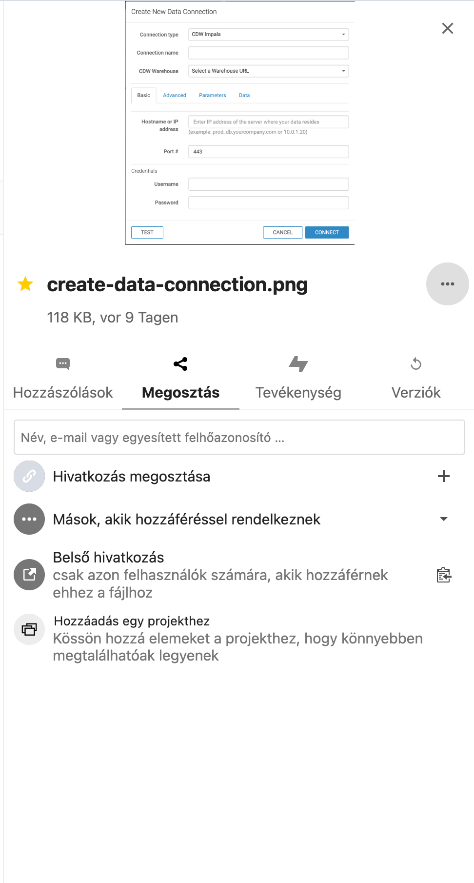 Create New Data Connection
Connection type CDW Impala
Connection name
CDW Warehouse Select a Warehouse URL
Basic Advanced Parameters Data
Hostname or IP address Enter IP address of the server where your data resides
(example: prod_db.yourcompany.com or 10.0.1.20)
Port # 443
Credentials
Username
Password
TEST CANCEL CONNECT
create-data-connection.png
118 KB, vor 9 Tagen
Hozzászólások Megosztás Tevékenység Verziók
Név, e-mail vagy egyesített felhőazonosító ...
Hivatkozás megosztása
Mások, akik hozzáféréssel rendelkeznek
Belső hivatkozás
csak azon felhasználók számára, akik hozzáférnek
ehhez a fájlhoz
Hozzáadás egy projekthez
Kössön hozzá elemeket a projekthez, hogy könnyebben
megtalálhatóak legyenek